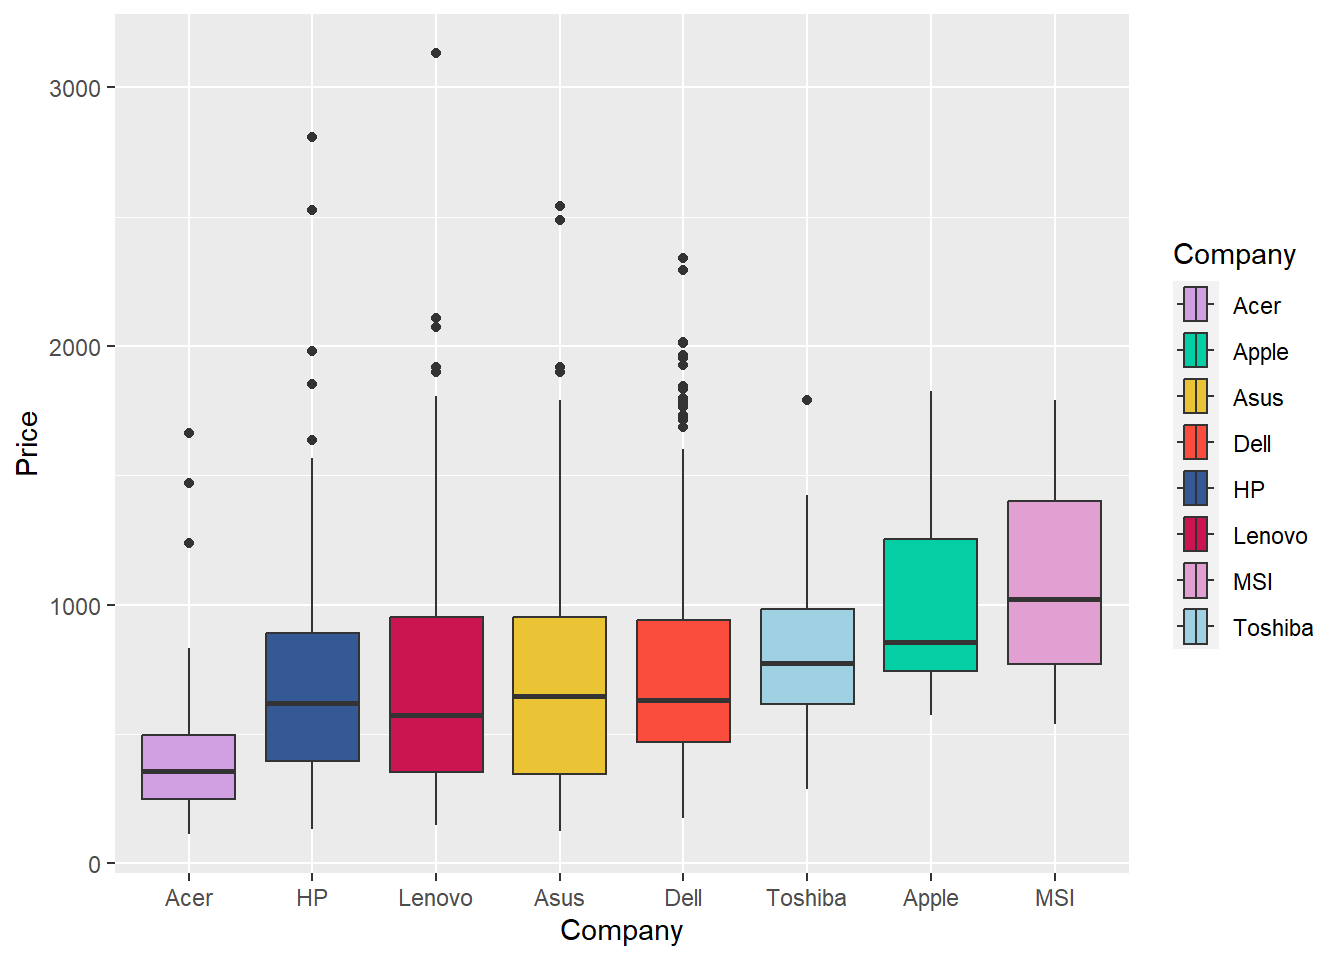 3000
2000
1000
0
Price
Acer HP Lenovo Asus Dell Toshiba Apple MSI
Company
Company
Acer
Apple
Asus
Dell
HP
Lenovo
MSI
Toshiba